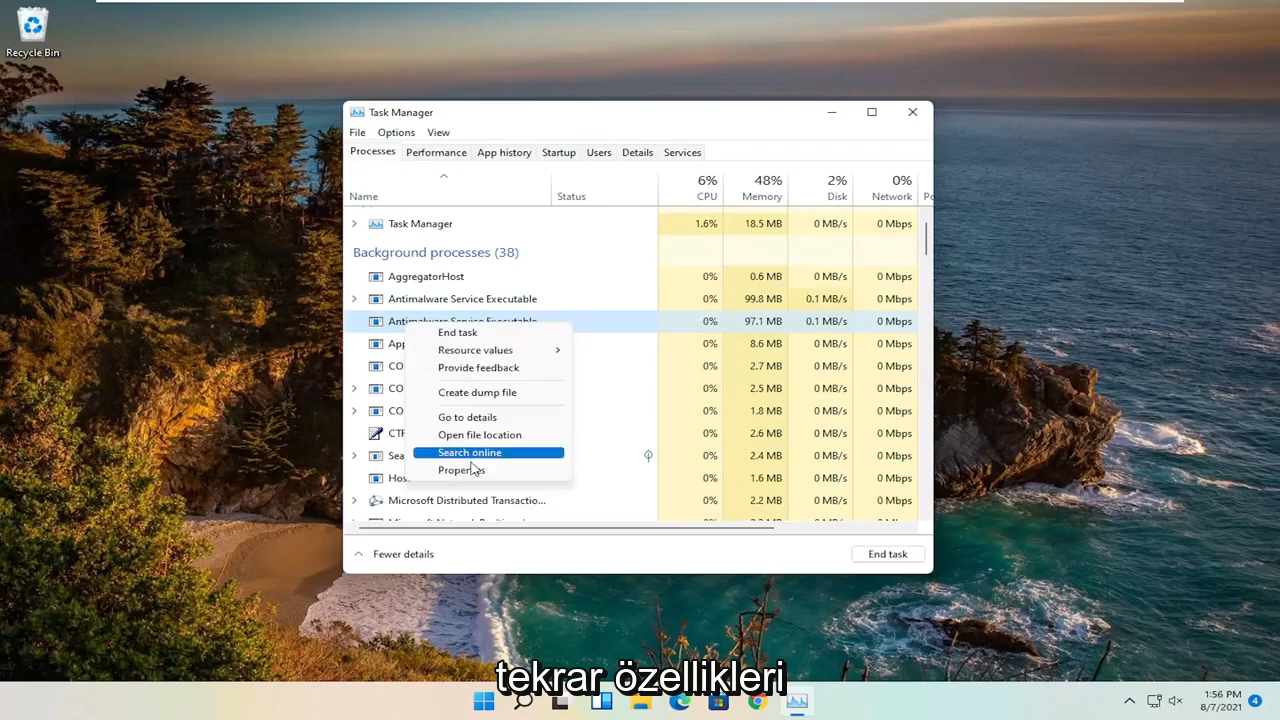 Recycle Bin
Task Manager
File Options View
Processes Performance App history Startup Users Details Services
6% 48% 2% 0%
Name Status CPU Memory Disk Network
Task Manager 1.6% 18.5 MB 0 MB/s 0 Mbps
Background processes (38)
AggregatorHost 0% 0.6 MB 0 MB/s 0 Mbps
Antimalware Service Executable 0% 99.8 MB 0.1 MB/s 0 Mbps
Antimalware Service Executable 0% 97.1 MB 0.1 MB/s 0 Mbps
End task
App 0% 8.6 MB 0 MB/s 0 Mbps
Resource values
CO 0% 2.7 MB 0 MB/s 0 Mbps
Provide feedback
CO 0% 2.5 MB 0 MB/s 0 Mbps
Create dump file
CO 0% 1.8 MB 0 MB/s 0 Mbps
Go to details
CTF 0% 2.6 MB 0 MB/s 0 Mbps
Open file location
Sea 0% 2.4 MB 0 MB/s 0 Mbps
Search online
Properties
Hos 0% 1.6 MB 0 MB/s 0 Mbps
Microsoft Distributed Transactio... 0% 2.2 MB 0 MB/s 0 Mbps
Fewer details End task
tekrar özellikleri
1:56 PM
8/7/2021 4